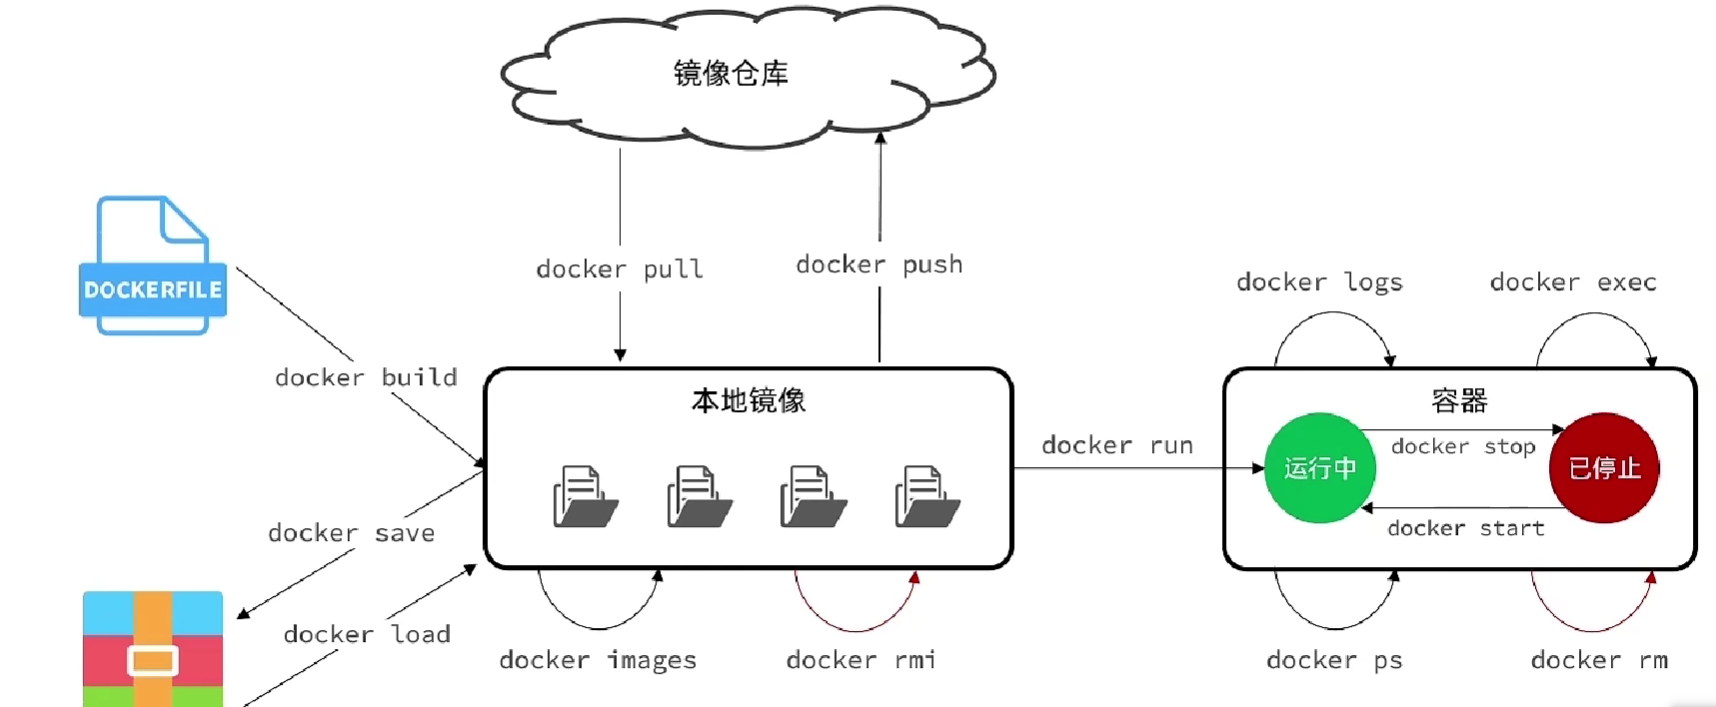 镜像仓库
docker pull
docker push
DOCKERFILE
docker build
docker save
docker load
本地镜像
docker images
docker rmi
docker run
docker logs
docker exec
容器
运行中
docker stop
已停止
docker start
docker ps
docker rm